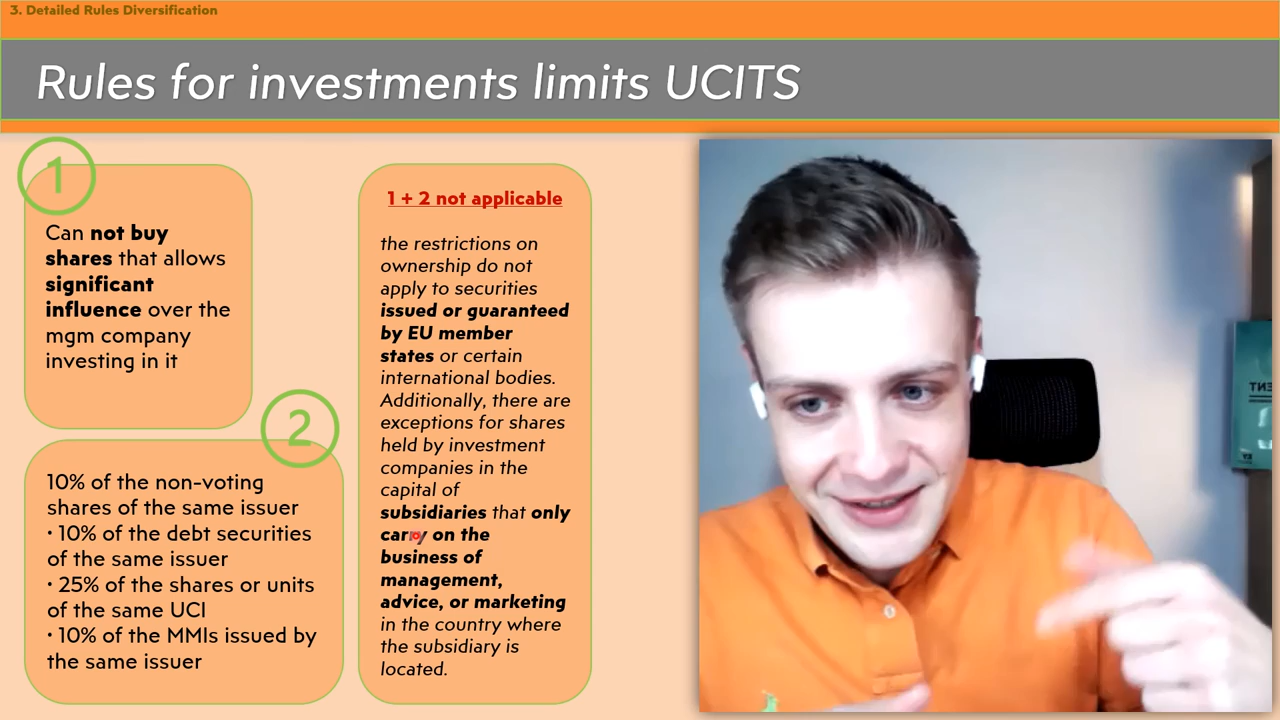 3. Detailed Rules Diversification
Rules for investments limits UCITS
1
Can not buy
shares that allows
significant
influence over the
mgm company
investing in it
2
10% of the non-voting
shares of the same issuer
• 10% of the debt securities
of the same issuer
• 25% of the shares or units
of the same UCI
• 10% of the MMIs issued by
the same issuer
1 + 2 not applicable
the restrictions on
ownership do not
apply to securities
issued or guaranteed
by EU member
states or certain
international bodies.
Additionally, there are
exceptions for shares
held by investment
companies in the
capital of
subsidiaries that only
carry on the
business of
management,
advice, or marketing
in the country where
the subsidiary is
located.